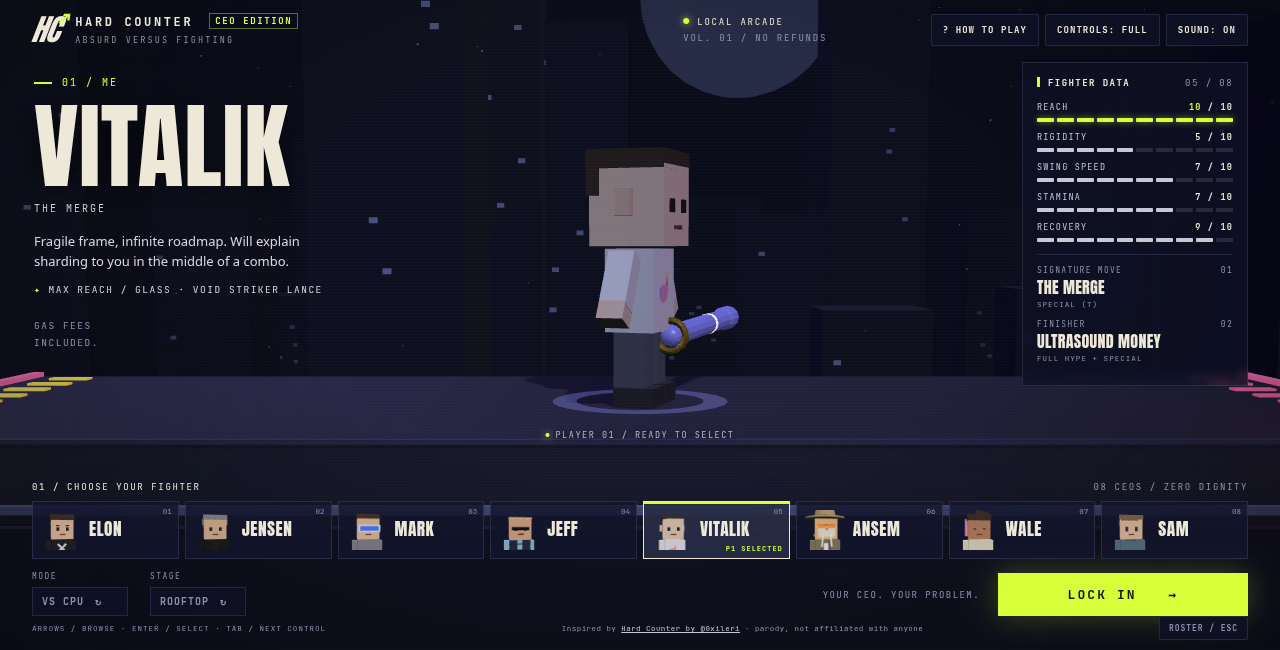 HC HARD COUNTER CEO EDITION
ABSURD VERSUS FIGHTING
LOCAL ARCADE
VOL. 01 / NO REFUNDS
? HOW TO PLAY
CONTROLS: FULL
SOUND: ON
01 / ME
VITALIK
THE MERGE
Fragile frame, infinite roadmap. Will explain
sharding to you in the middle of a combo.
✦ MAX REACH / GLASS · VOID STRIKER LANCE
GAS FEES
INCLUDED.
FIGHTER DATA 05 / 08
REACH 10 / 10
RIGIDITY 5 / 10
SWING SPEED 7 / 10
STAMINA 7 / 10
RECOVERY 9 / 10
SIGNATURE MOVE 01
THE MERGE
SPECIAL (T)
FINISHER 02
ULTRASOUND MONEY
FULL HYPE + SPECIAL
PLAYER 01 / READY TO SELECT
01 / CHOOSE YOUR FIGHTER
08 CEOS / ZERO DIGNITY
ELON 01
JENSEN 02
MARK 03
JEFF 04
VITALIK 05
P1 SELECTED
ANSEM 06
WALE 07
SAM 08
MODE
VS CPU ↻
STAGE
ROOFTOP ↻
YOUR CEO. YOUR PROBLEM.
LOCK IN →
ARROWS / BROWSE · ENTER / SELECT · TAB / NEXT CONTROL
Inspired by Hard Counter by @0xileri · parody, not affiliated with anyone
ROSTER / ESC